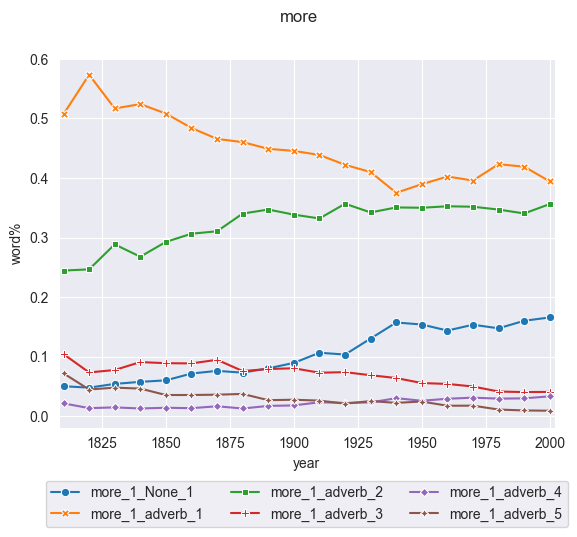 more
0.6
0.5
0.4
0.3
0.2
0.1
0.0
word%
1825 1850 1875 1900 1925 1950 1975 2000
year
more_1_None_1 more_1_adverb_2 more_1_adverb_4
more_1_adverb_1 more_1_adverb_3 more_1_adverb_5